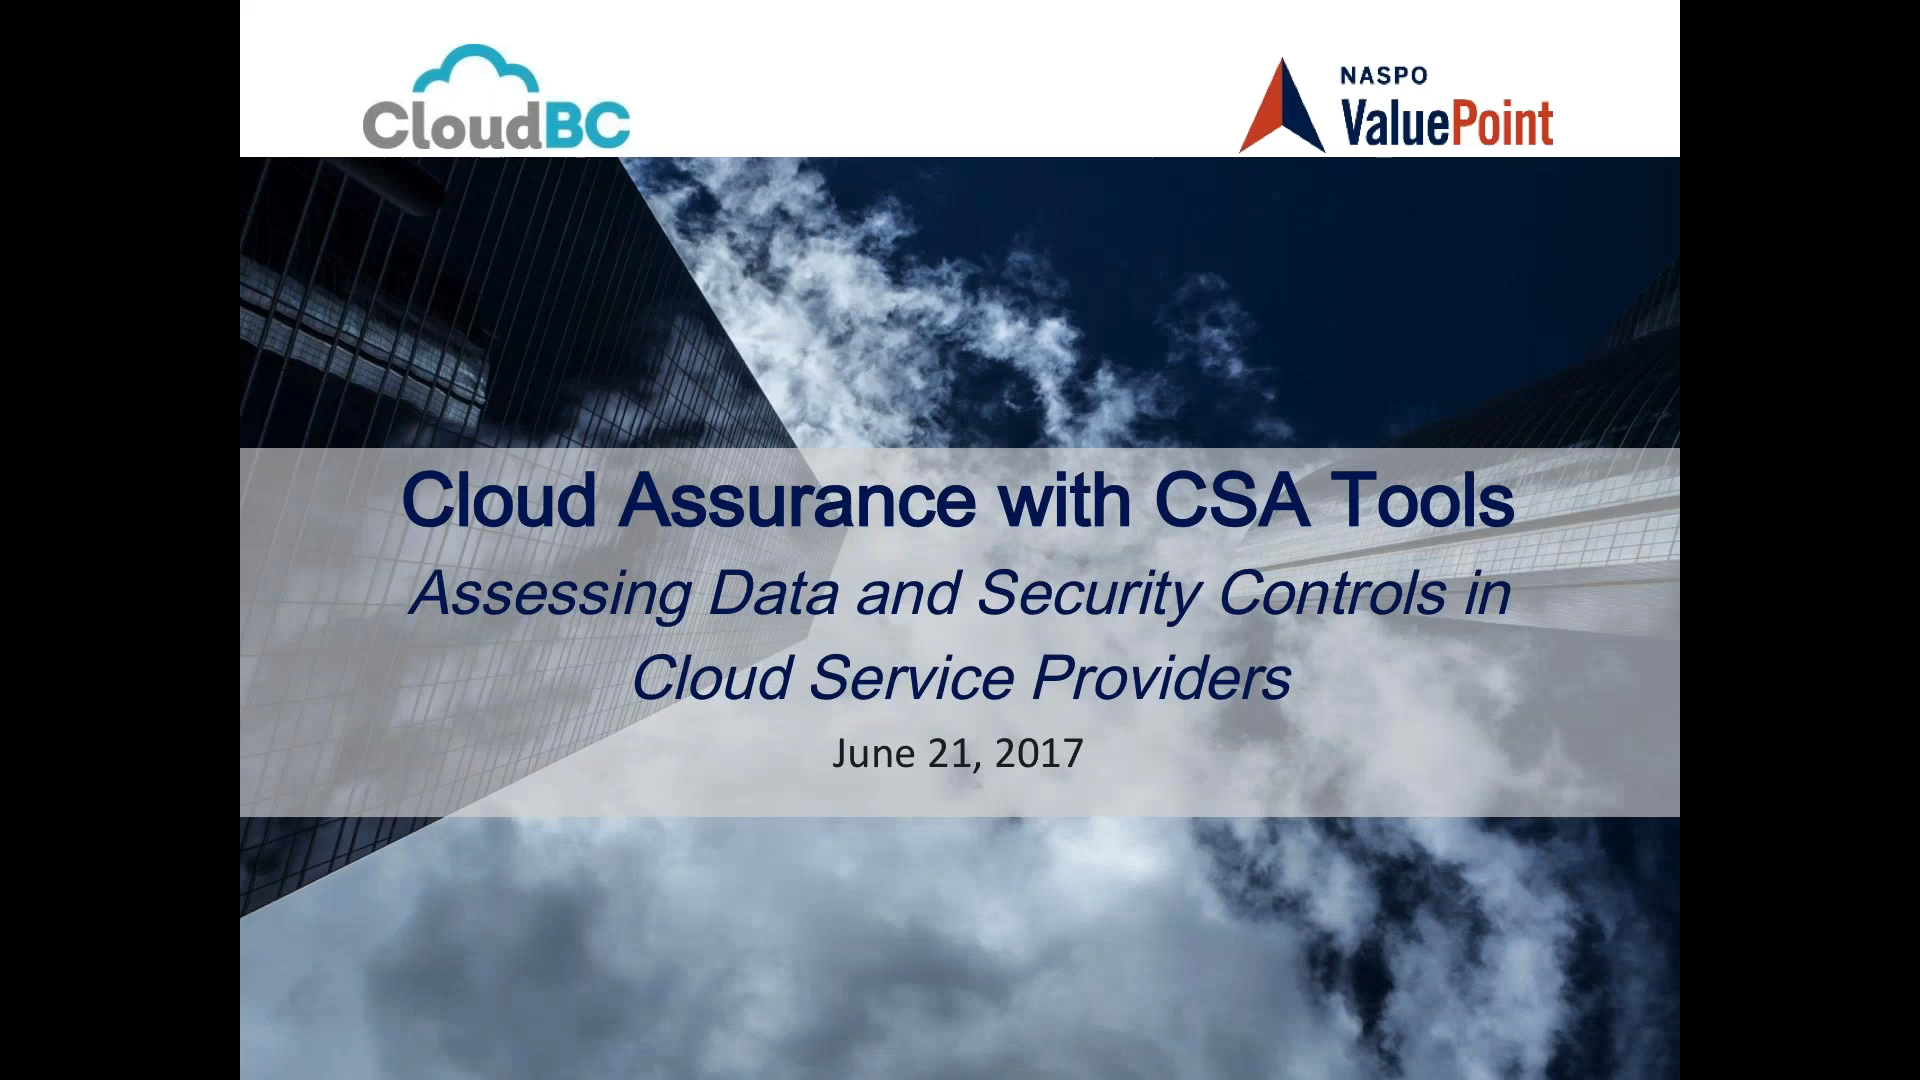 CloudBC
NASPO
ValuePoint
Cloud Assurance with CSA Tools
Assessing Data and Security Controls in
Cloud Service Providers
June 21, 2017